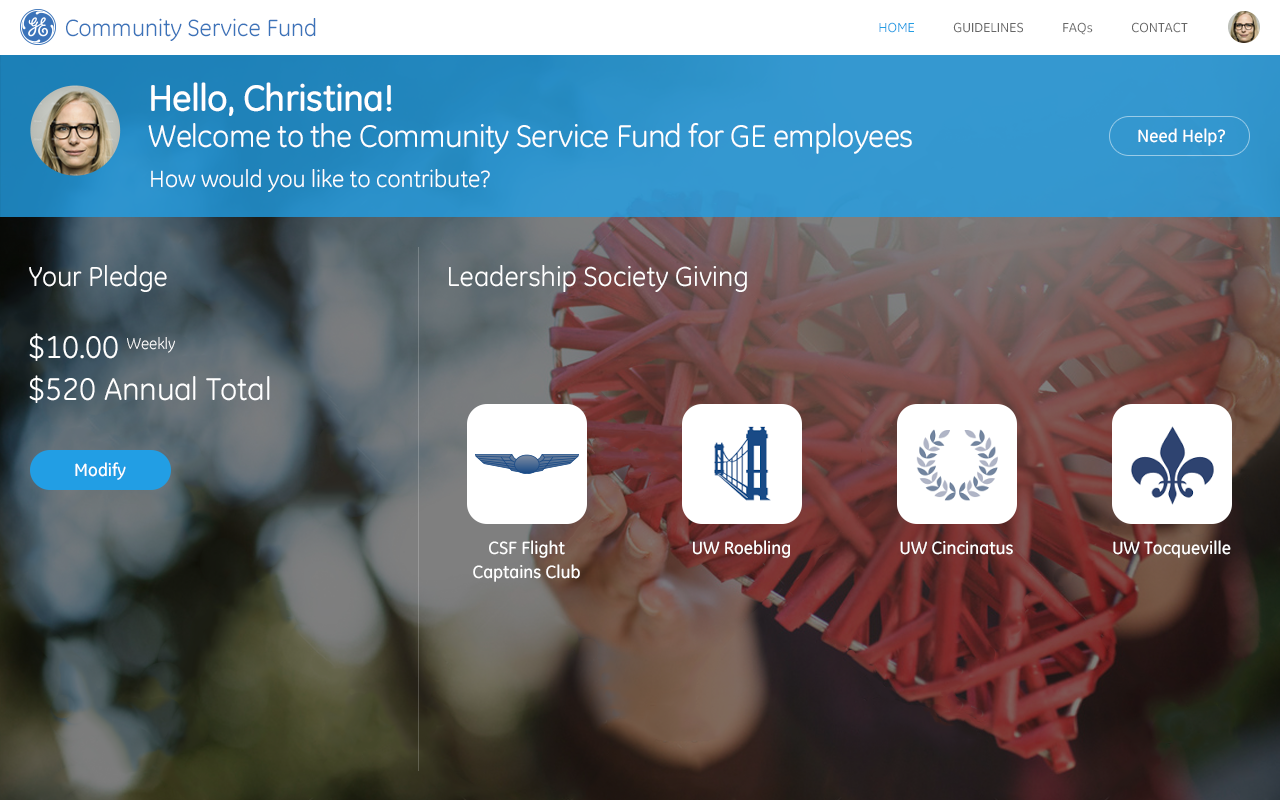 GE
Community Service Fund
HOME
GUIDELINES
FAQs
CONTACT
Hello, Christina!
Welcome to the Community Service Fund for GE employees
How would you like to contribute?
Need Help?
Your Pledge
$10.00 Weekly
$520 Annual Total
Modify
Leadership Society Giving
CSF Flight
Captains Club
UW Roebling
UW Cincinatus
UW Tocqueville